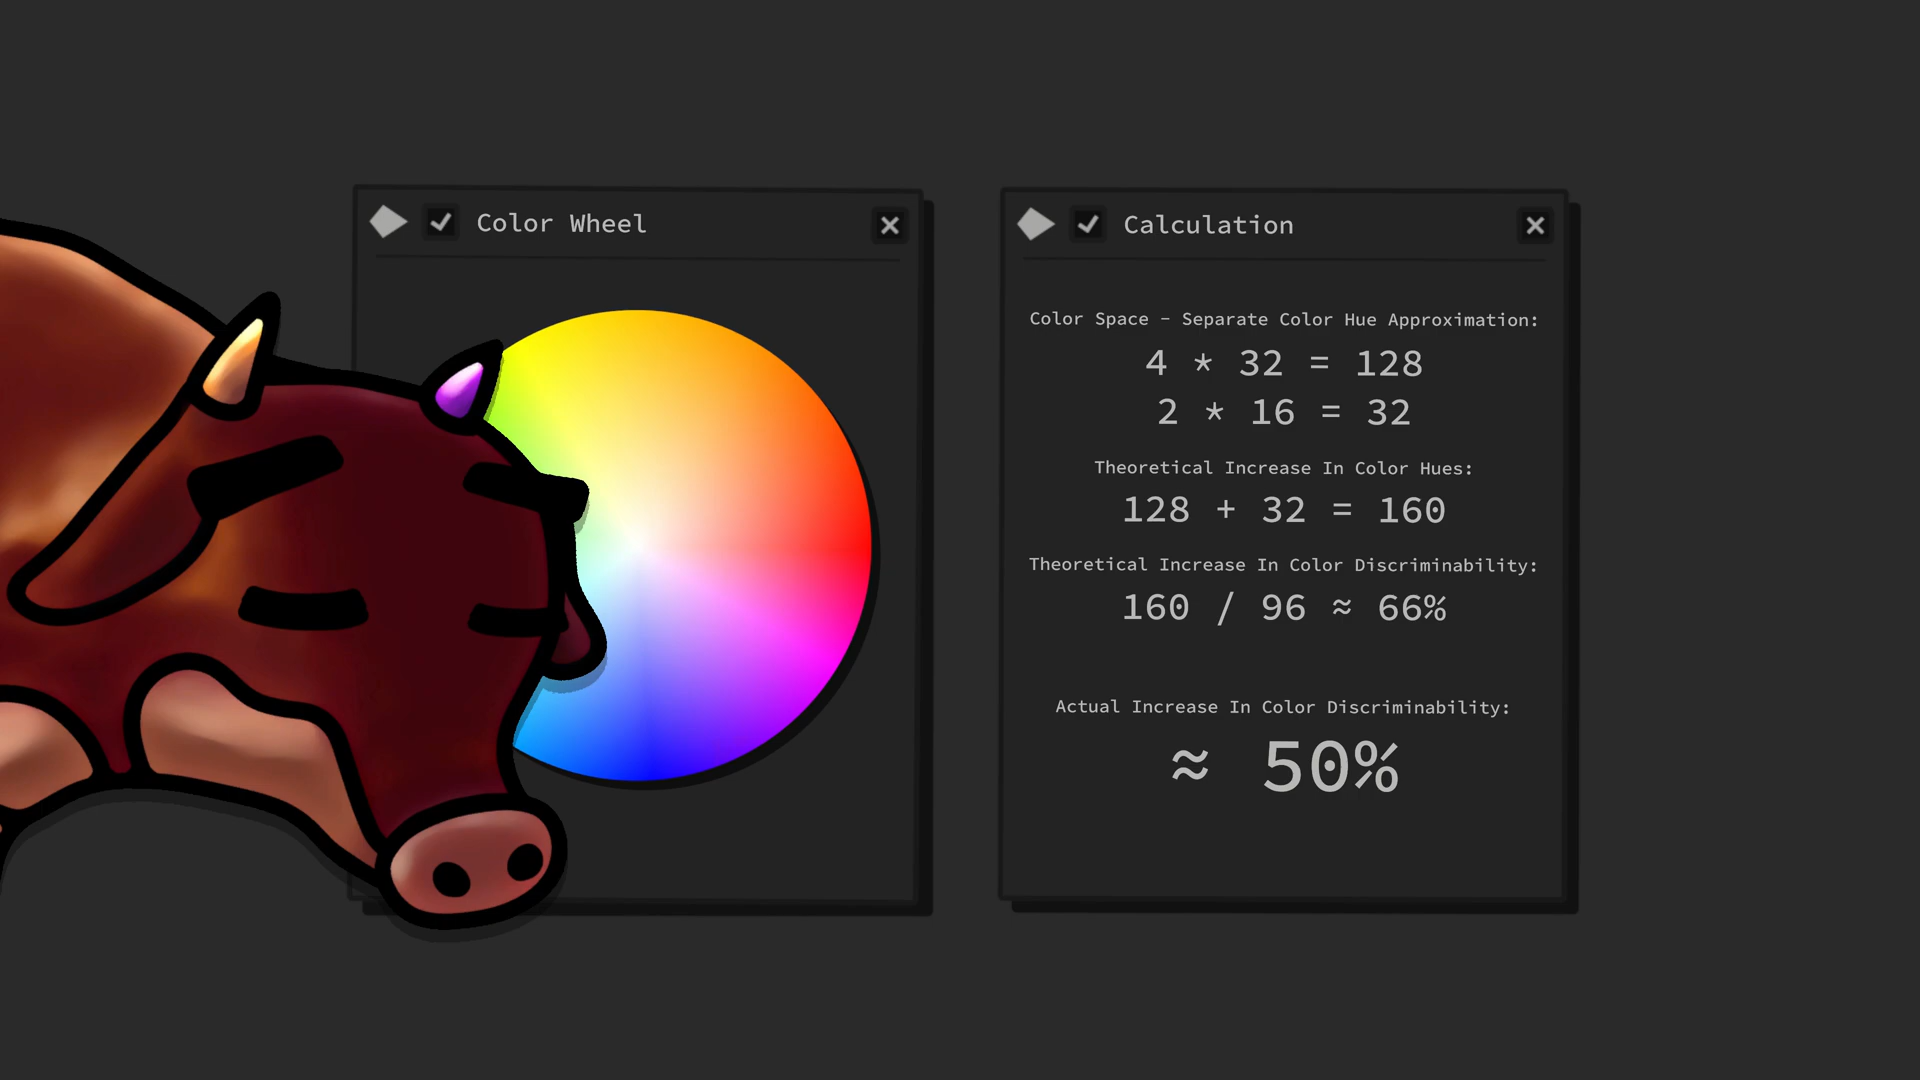 Color Wheel
Calculation
Color Space - Separate Color Hue Approximation:
4 * 32 = 128
2 * 16 = 32
Theoretical Increase In Color Hues:
128 + 32 = 160
Theoretical Increase In Color Discriminability:
160 / 96 ≈ 66%
Actual Increase In Color Discriminability:
≈ 50%